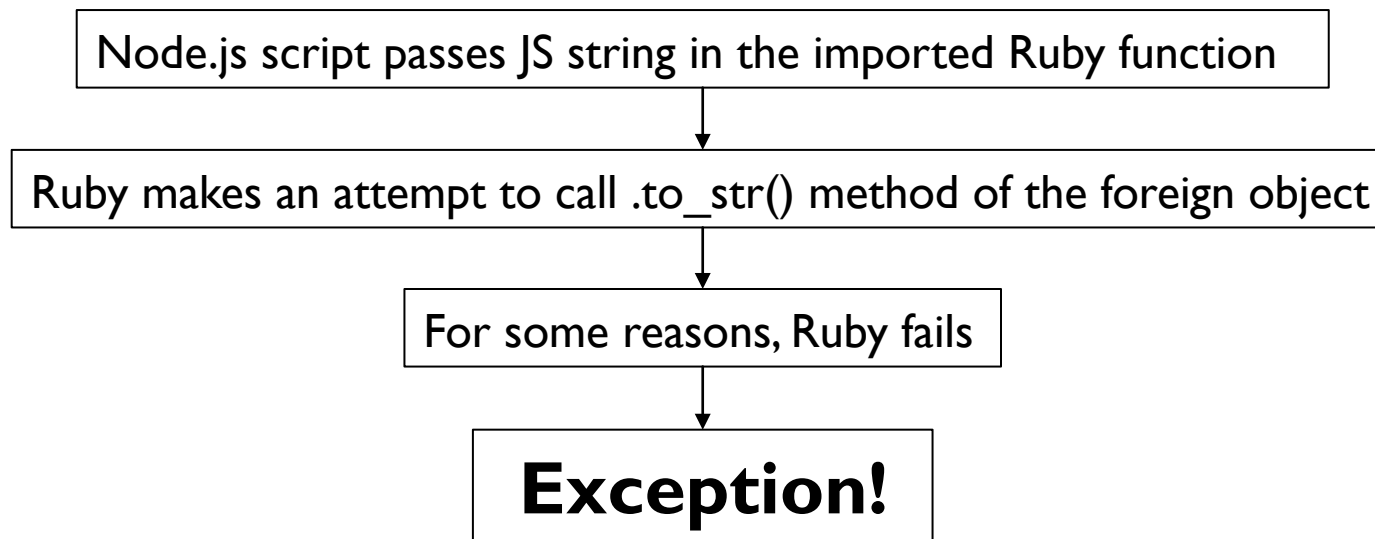 Node.js script passes JS string in the imported Ruby function
Ruby makes an attempt to call .to_str() method of the foreign object
For some reasons, Ruby fails
Exception!